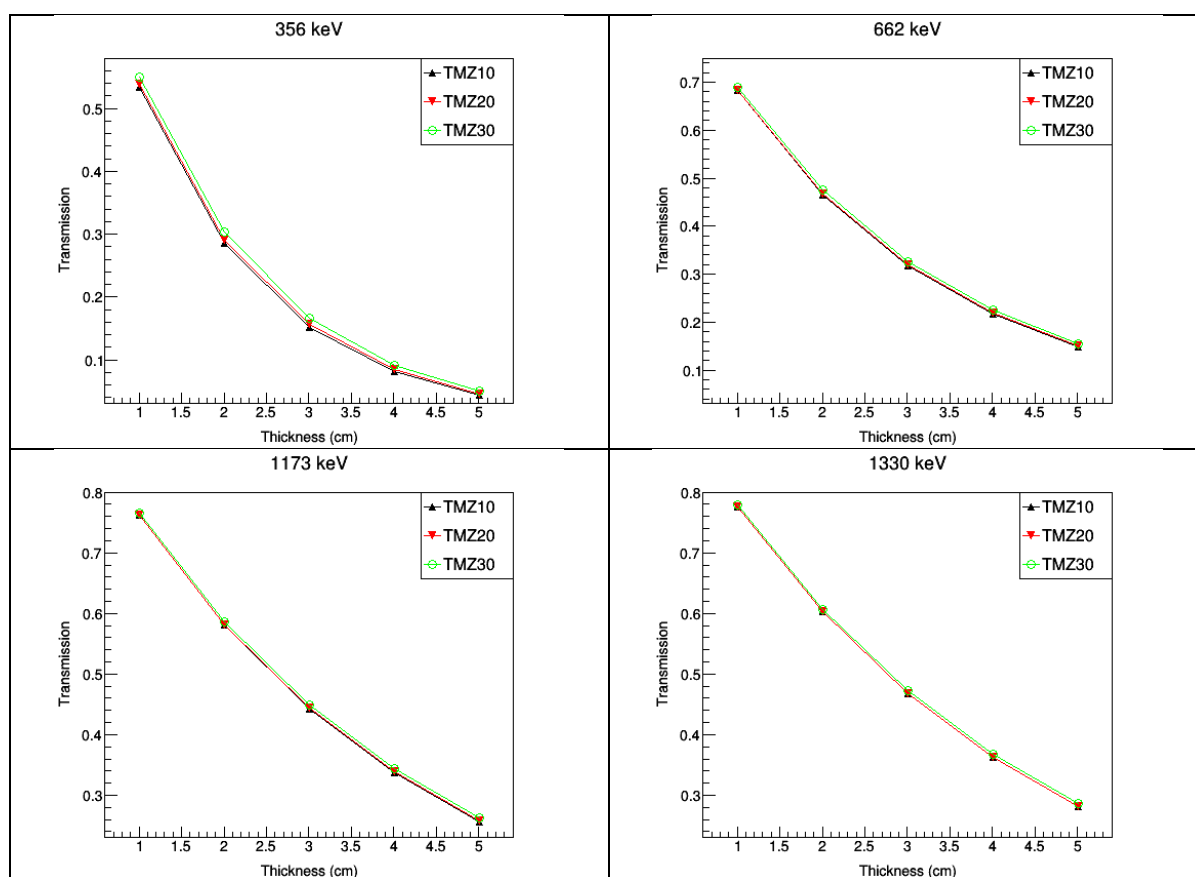 356 keV
TMZ10
TMZ20
TMZ30
0.5
0.4
0.3
0.2
0.1
Transmission
1 1.5 2 2.5 3 3.5 4 4.5 5
Thickness (cm)
662 keV
TMZ10
TMZ20
TMZ30
0.7
0.6
0.5
0.4
0.3
0.2
0.1
Transmission
1 1.5 2 2.5 3 3.5 4 4.5 5
Thickness (cm)
1173 keV
TMZ10
TMZ20
TMZ30
0.8
0.7
0.6
0.5
0.4
0.3
Transmission
1 1.5 2 2.5 3 3.5 4 4.5 5
Thickness (cm)
1330 keV
TMZ10
TMZ20
TMZ30
0.8
0.7
0.6
0.5
0.4
0.3
Transmission
1 1.5 2 2.5 3 3.5 4 4.5 5
Thickness (cm)